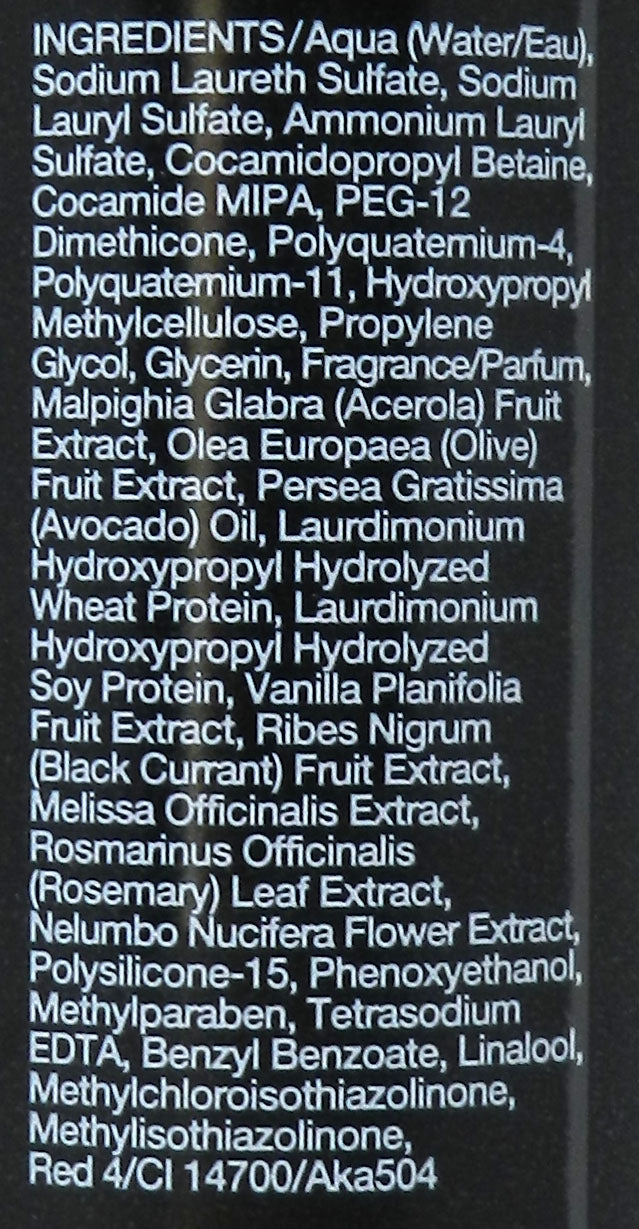 INGREDIENTS/Aqua (Water/Eau),
Sodium Laureth Sulfate, Sodium
Lauryl Sulfate, Ammonium Lauryl
Sulfate, Cocamidopropyl Betaine,
Cocamide MIPA, PEG-12
Dimethicone, Polyquaternium-4,
Polyquaternium-11, Hydroxypropyl
Methylcellulose, Propylene
Glycol, Glycerin, Fragrance/Parfum,
Malpighia Glabra (Acerola) Fruit
Extract, Olea Europaea (Olive)
Fruit Extract, Persea Gratissima
(Avocado) Oil, Laurdimonium
Hydroxypropyl Hydrolyzed
Wheat Protein, Laurdimonium
Hydroxypropyl Hydrolyzed
Soy Protein, Vanilla Planifolia
Fruit Extract, Ribes Nigrum
(Black Currant) Fruit Extract,
Melissa Officinalis Extract,
Rosmarinus Officinalis
(Rosemary) Leaf Extract,
Nelumbo Nucifera Flower Extract,
Polysilicone-15, Phenoxyethanol,
Methylparaben, Tetrasodium
EDTA, Benzyl Benzoate, Linalool,
Methylchloroisothiazolinone,
Methylisothiazolinone,
Red 4/CI 14700/Aka504